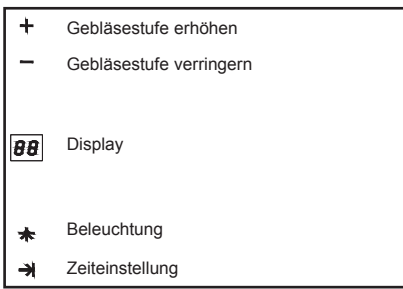 + Gebläsestufe erhöhen
− Gebläsestufe verringern
88 Display
Beleuchtung
Zeiteinstellung